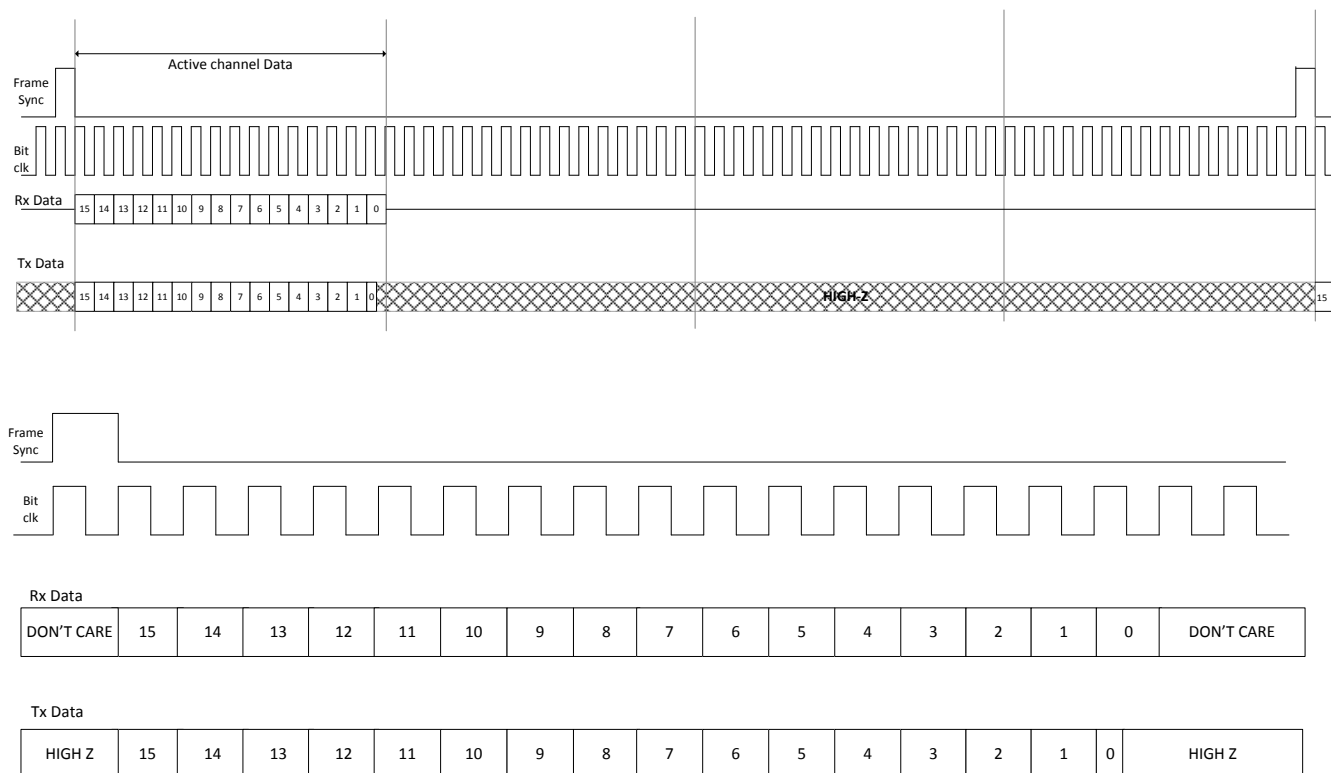 Active channel Data
Frame
Sync
Bit
clk
Rx Data
15 14 13 12 11 10 9 8 7 6 5 4 3 2 1 0
Tx Data
15 14 13 12 11 10 9 8 7 6 5 4 3 2 1 0 HIGH-Z 15
Frame
Sync
Bit
clk
Rx Data
DON'T CARE 15 14 13 12 11 10 9 8 7 6 5 4 3 2 1 0 DON'T CARE
Tx Data
HIGH Z 15 14 13 12 11 10 9 8 7 6 5 4 3 2 1 0 HIGH Z